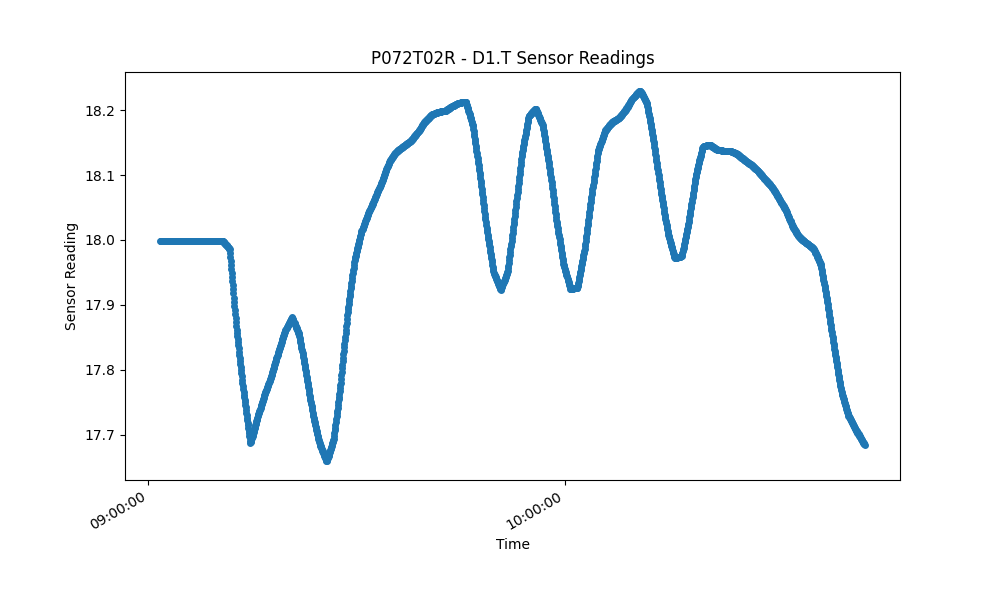 P072T02R - D1.T Sensor Readings
18.2
18.1
18.0
17.9
17.8
17.7
Sensor Reading
09:00:00
10:00:00
Time